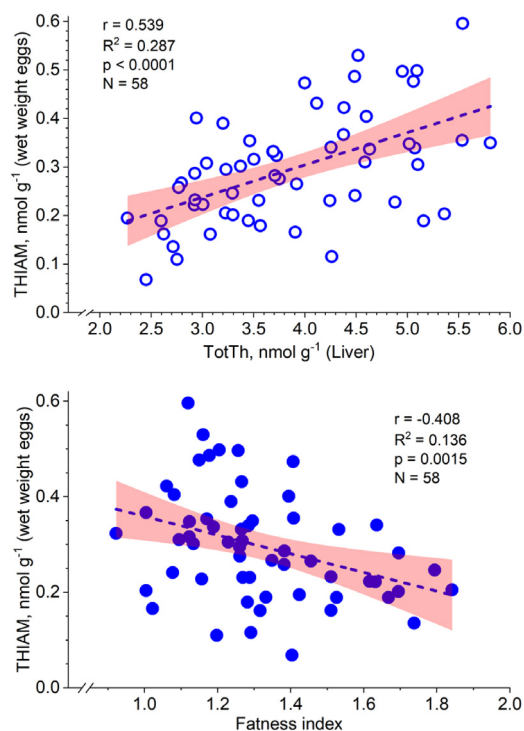 r = 0.539
R² = 0.287
p < 0.0001
N = 58
THIAM, nmol g⁻¹ (wet weight eggs)
0.6
0.5
0.4
0.3
0.2
0.1
0.0
2.0 2.5 3.0 3.5 4.0 4.5 5.0 5.5 6.0
TotTh, nmol g⁻¹ (Liver)
r = -0.408
R² = 0.136
p = 0.0015
N = 58
THIAM, nmol g⁻¹ (wet weight eggs)
0.6
0.4
0.2
0.0
1.0 1.2 1.4 1.6 1.8 2.0
Fatness index